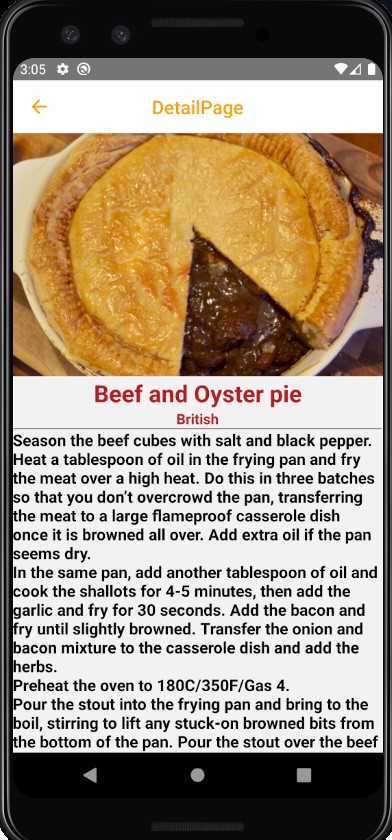 3:05
DetailPage
Beef and Oyster pie
British
Season the beef cubes with salt and black pepper.
Heat a tablespoon of oil in the frying pan and fry
the meat over a high heat. Do this in three batches
so that you don’t overcrowd the pan, transferring
the meat to a large flameproof casserole dish
once it is browned all over. Add extra oil if the pan
seems dry.
In the same pan, add another tablespoon of oil and
cook the shallots for 4-5 minutes, then add the
garlic and fry for 30 seconds. Add the bacon and
fry until slightly browned. Transfer the onion and
bacon mixture to the casserole dish and add the
herbs.
Preheat the oven to 180C/350F/Gas 4.
Pour the stout into the frying pan and bring to the
boil, stirring to lift any stuck-on browned bits from
the bottom of the pan. Pour the stout over the beef